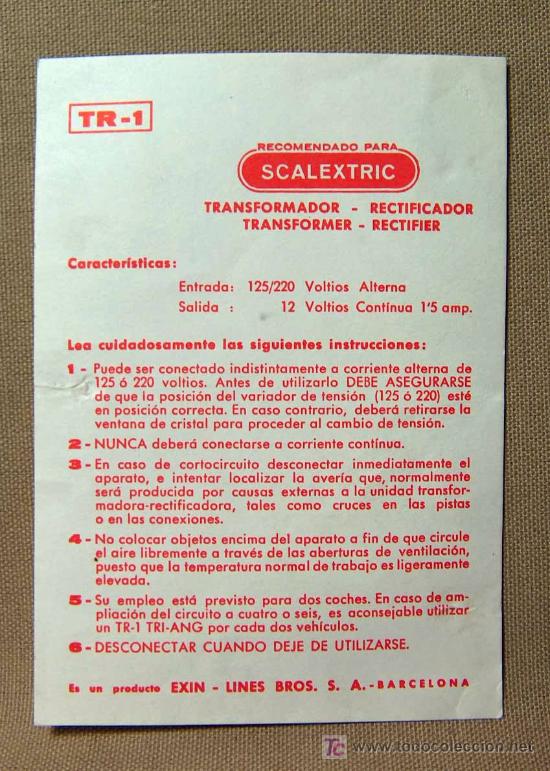 TR-1
RECOMENDADO PARA
SCALEXTRIC
TRANSFORMADOR - RECTIFICADOR
TRANSFORMER - RECTIFIER
Características:
Entrada: 125/220 Voltios Alterna
Salida : 12 Voltios Contínua 1'5 amp.
Lea cuidadosamente las siguientes instrucciones:
1 - Puede ser conectado indistintamente a corriente alterna de
125 ó 220 voltios. Antes de utilizarlo DEBE ASEGURARSE
de que la posición del variador de tensión (125 ó 220) esté
en posición correcta. En caso contrario, deberá retirarse la
ventana de cristal para proceder al cambio de tensión.
2 - NUNCA deberá conectarse a corriente contínua.
3 - En caso de cortocircuito desconectar inmediatamente el
aparato, e intentar localizar la avería que, normalmente
será producida por causas externas a la unidad transfor-
madora-rectificadora, tales como cruces en las pistas
o en las conexiones.
4 - No colocar objetos encima del aparato a fin de que circule
el aire libremente a través de las aberturas de ventilación,
puesto que la temperatura normal de trabajo es ligeramente
elevada.
5 - Su empleo está previsto para dos coches. En caso de am-
pliación del circuito a cuatro o seis, es aconsejable utilizar
un TR-1 TRI-ANG por cada dos vehículos.
6 - DESCONECTAR CUANDO DEJE DE UTILIZARSE.
Es un producto EXIN - LINES BROS. S. A. - BARCELONA
TC www.todocoleccion.net